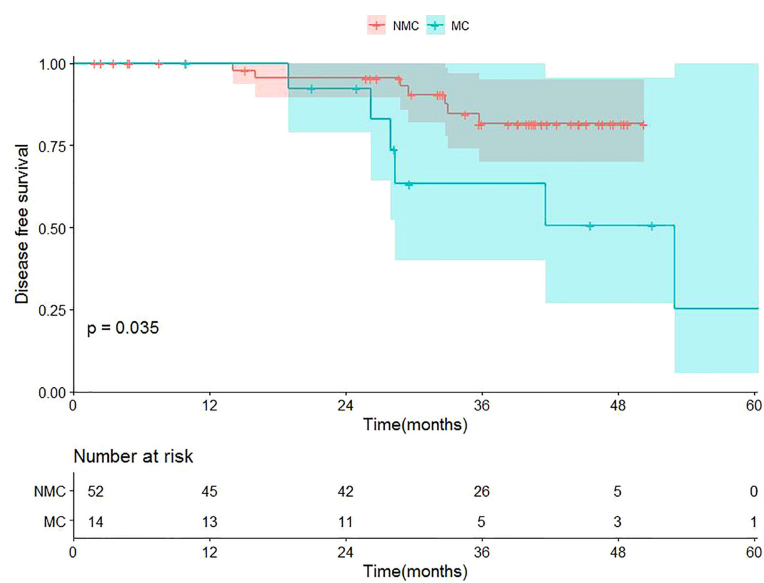 NMC MC
1.00
0.75
0.50
0.25
0.00
Disease free survival
p = 0.035
0 12 24 36 48 60
Time(months)
Number at risk
NMC 52 45 42 26 5 0
MC 14 13 11 5 3 1
0 12 24 36 48 60
Time(months)